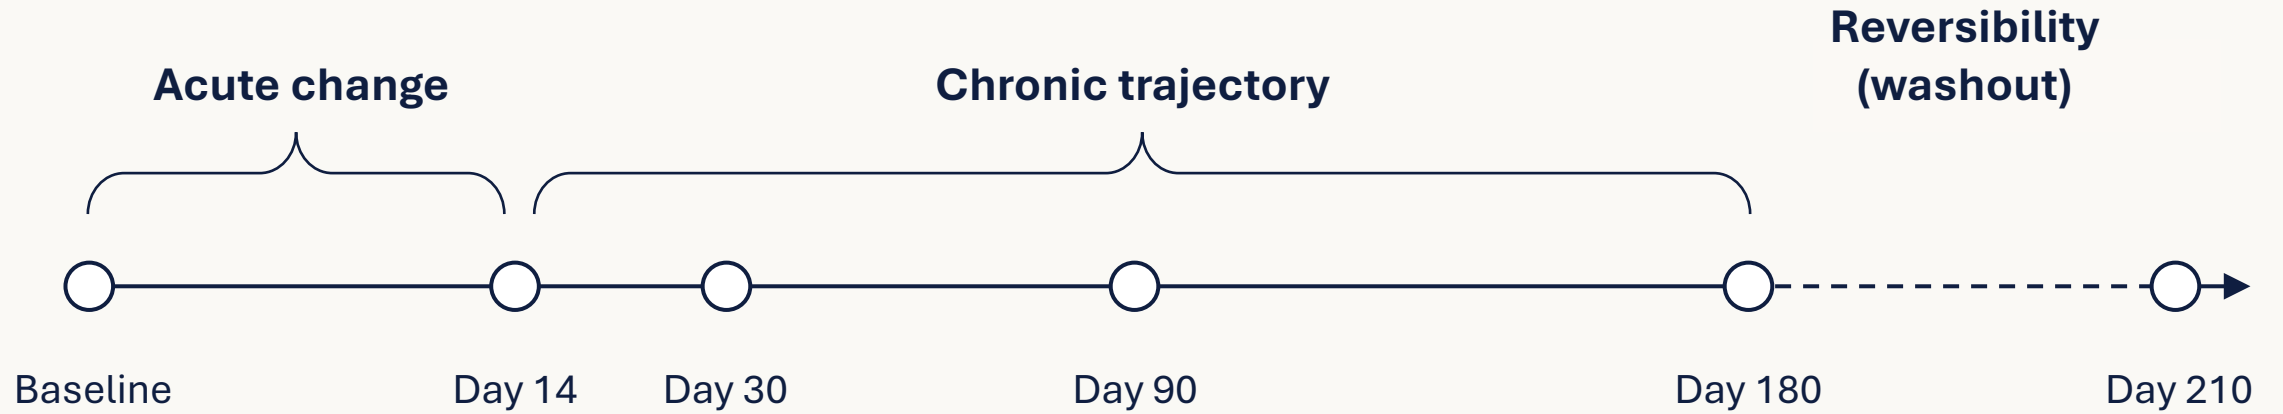 Acute change
Chronic trajectory
Reversibility
(washout)
Baseline
Day 14
Day 30
Day 90
Day 180
Day 210